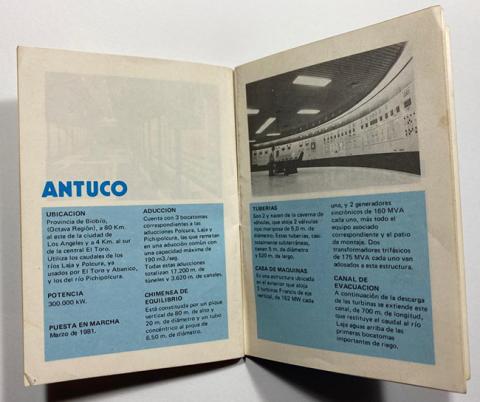 ANTUCO
UBICACION
Provincia de Biobío,
(Octava Región), a 80 Km.
al este de la ciudad de
Los Angeles y a 4 Km. al sur
de la central El Toro.
Utiliza los caudales de los
ríos Laja y Polcura, ya
usados por El Toro y Abanico,
y los del río Pichipolcura.
POTENCIA
300.000 kW.
PUESTA EN MARCHA
Marzo de 1981.
ADUCCION
Cuenta con 3 bocatomas
correspondientes a las
aducciones Polcura, Laja y
Pichipolcura, las que rematan
en una aducción común con
una capacidad máxima de
190 m3/seg.
Todas estas aducciones
totalizan 17.200 m. de
túneles y 3.620 m. de canales.
CHIMENEA DE
EQUILIBRIO
Está constituída por un pique
vertical de 80 m. de alto y
20 m. de diámetro y un tubo
concéntrico al pique de
6.50 m. de diámetro.
TUBERIAS
Son 2 y nacen de la caverna de
válvulas, que aloja 2 válvulas
tipo mariposa de 5,0 m. de
diámetro. Estas tuberías, casi
totalmente subterráneas,
tienen 5 m. de diámetro
y 520 m. de largo.
CASA DE MAQUINAS
Es una estructura ubicada
en el exterior que aloja
2 turbinas Francis de eje
vertical, de 152 MW cada
uno, y 2 generadores
sincrónicos de 160 MVA
cada uno, más todo el
equipo asociado
correspondiente y el patio
de montaje. Dos
transformadores trifásicos
de 175 MVA cada uno van
adosados a esta estructura.
CANAL DE
EVACUACION
A continuación de la descarga
de las turbinas se extiende este
canal, de 700 m. de longitud,
que restituye el caudal al río
Laja aguas arriba de las
primeras bocatomas
importantes de riego.